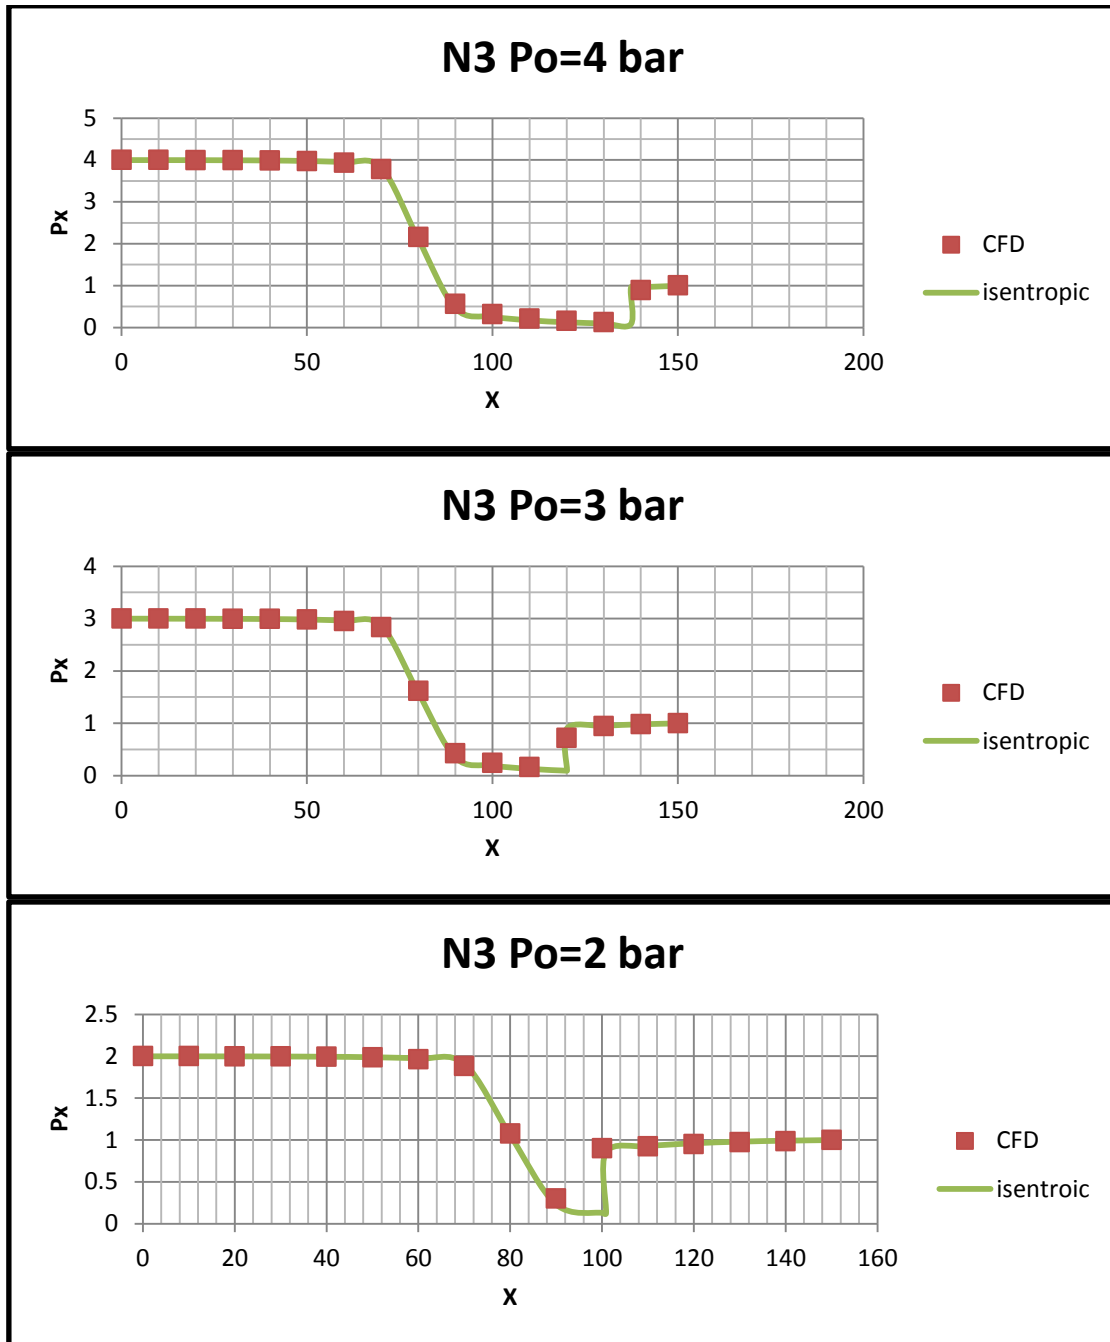 N3 Po=4 bar
5
4
3
2
1
0
Px
0 50 100 150 200
X
CFD
isentropic
N3 Po=3 bar
4
3
2
1
0
Px
0 50 100 150 200
X
CFD
isentropic
N3 Po=2 bar
2.5
2
1.5
1
0.5
0
Px
0 20 40 60 80 100 120 140 160
X
CFD
isentroic